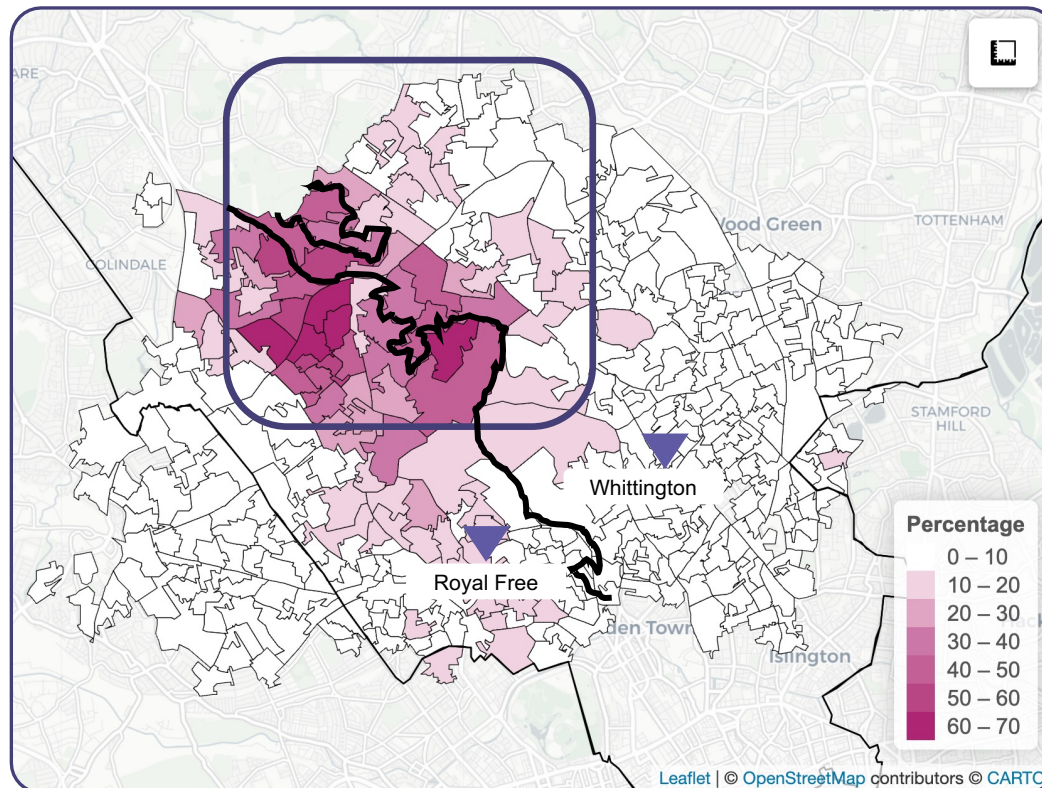 ARE
COLINDALE
Wood Green
TOTTENHAM
STAMFORD
HILL
Whittington
Royal Free
den Town
Islington
Percentage
0 – 10
10 – 20
20 – 30
30 – 40
40 – 50
50 – 60
60 – 70
Leaflet | © OpenStreetMap contributors © CARTO